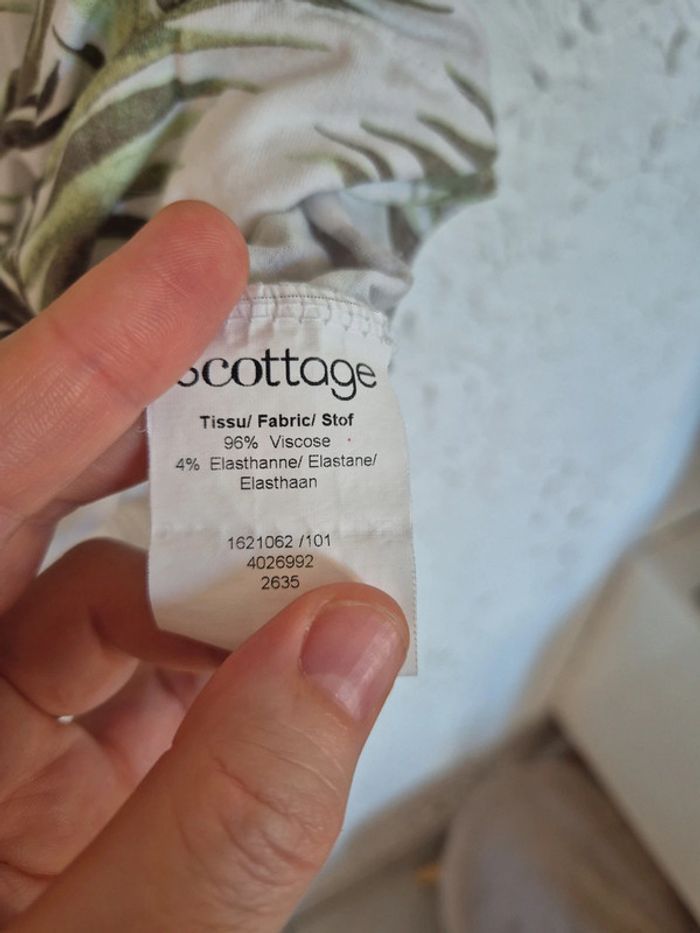 scottage
Tissu/ Fabric/ Stof
96% Viscose
4% Elasthanne/ Elastane/
Elasthaan
1621062 /101
4026992
2635